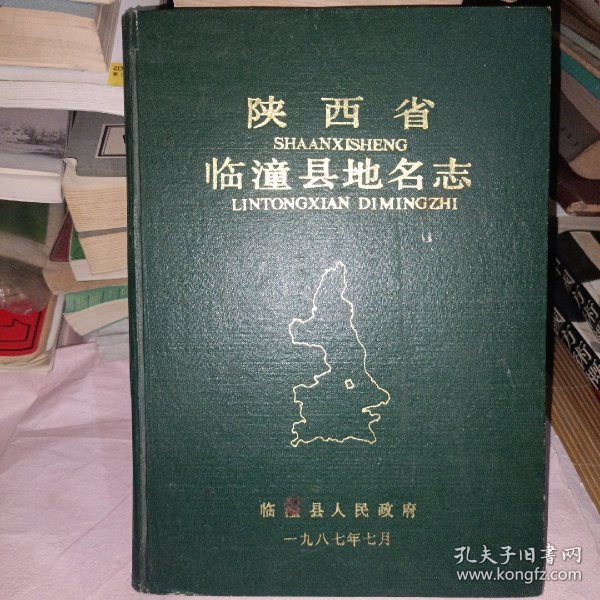 陕西省
SHAANXISHENG
临潼县地名志
LINTONGXIAN DIMINGZHI
临潼县人民政府
一九八七年七月
孔夫子旧书网
www.kongfz.com